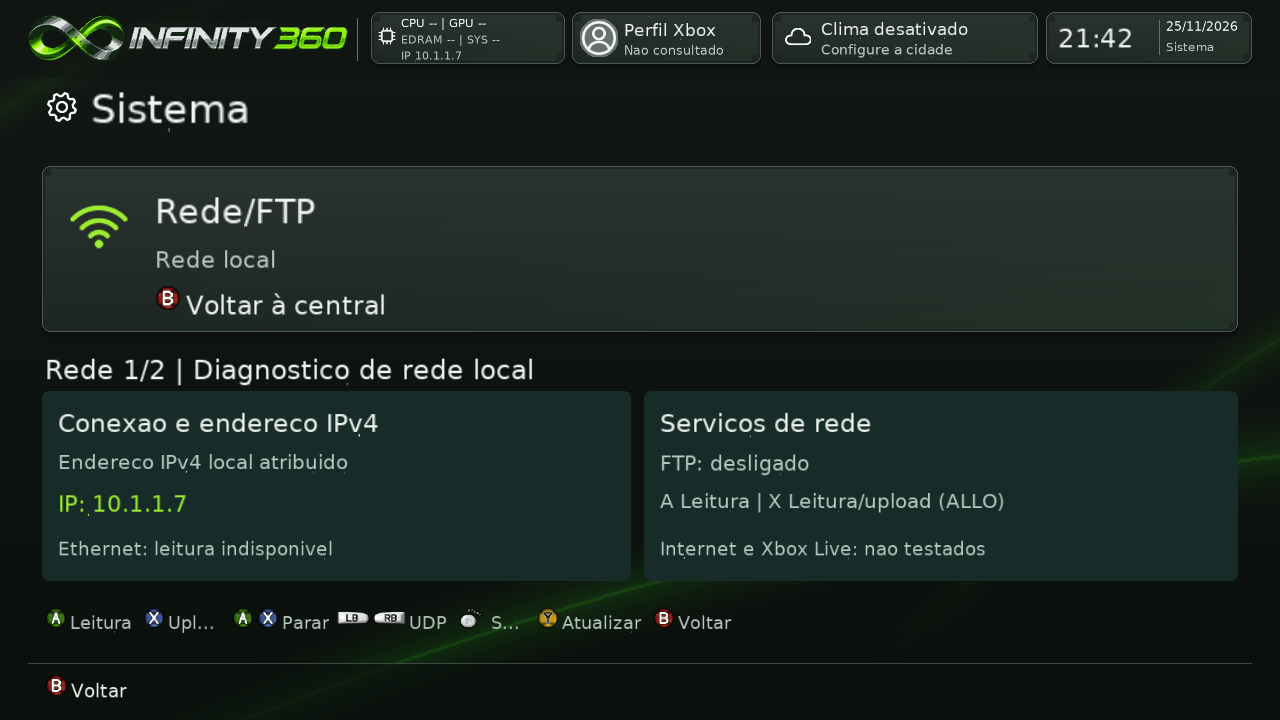 INFINITY 360
CPU -- | GPU --
EDRAM -- | SYS --
IP 10.1.1.7
Perfil Xbox
Nao consultado
Clima desativado
Configure a cidade
21:42
25/11/2026
Sistema
Sistema
Rede/FTP
Rede local
B Voltar à central
Rede 1/2 | Diagnostico de rede local
Conexao e endereco IPv4
Endereco IPv4 local atribuido
IP: 10.1.1.7
Ethernet: leitura indisponivel
Servicos de rede
FTP: desligado
A Leitura | X Leitura/upload (ALLO)
Internet e Xbox Live: nao testados
A Leitura X Upl... A X Parar LB RB UDP S... Y Atualizar B Voltar
B Voltar